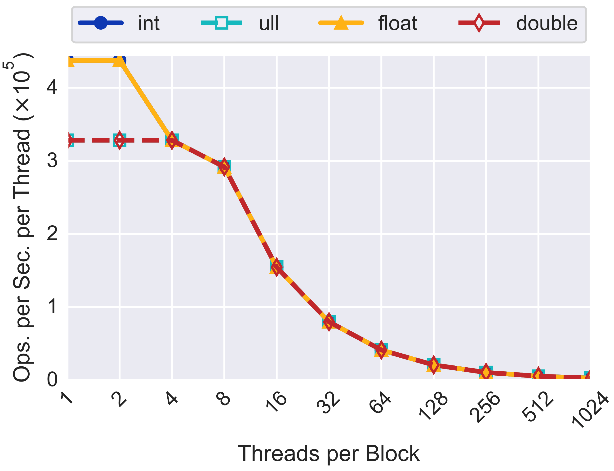 int ull float double
Ops. per Sec. per Thread (×10⁵)
4
3
2
1
0
1 2 4 8 16 32 64 128 256 512 1024
Threads per Block